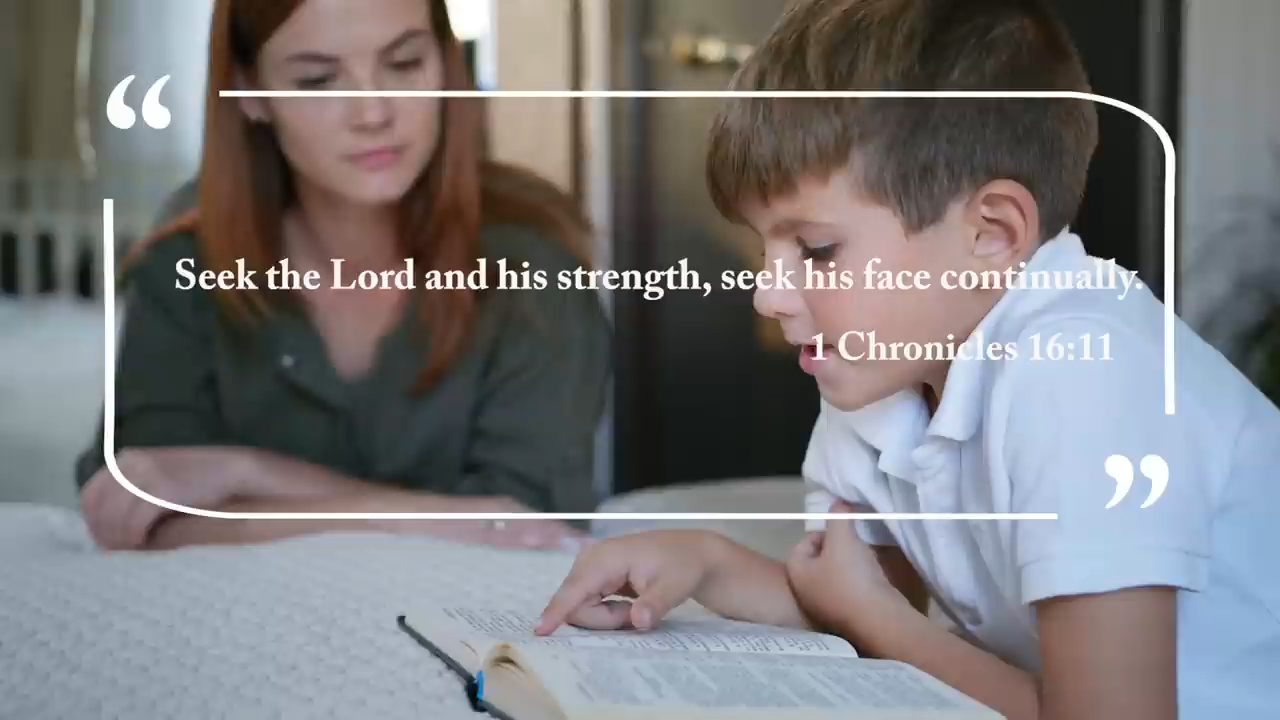 “
Seek the Lord and his strength, seek his face continually.
1 Chronicles 16:11
”